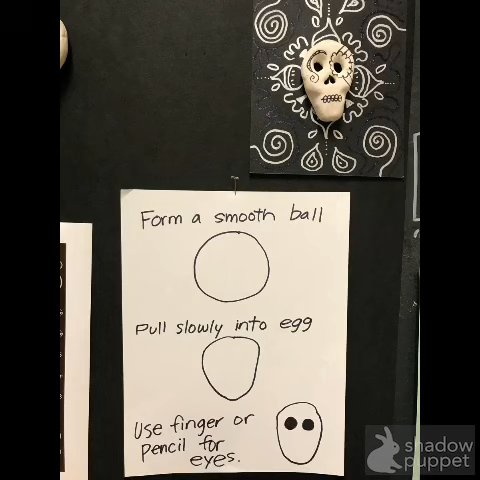 Form a smooth ball
Pull slowly into egg
Use finger or
Pencil for
eyes.
shadow
puppet